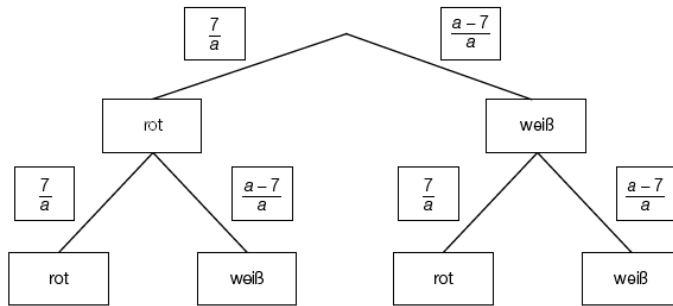 7/a (a – 7)/a
rot weiß
7/a (a – 7)/a 7/a (a – 7)/a
rot weiß rot weiß